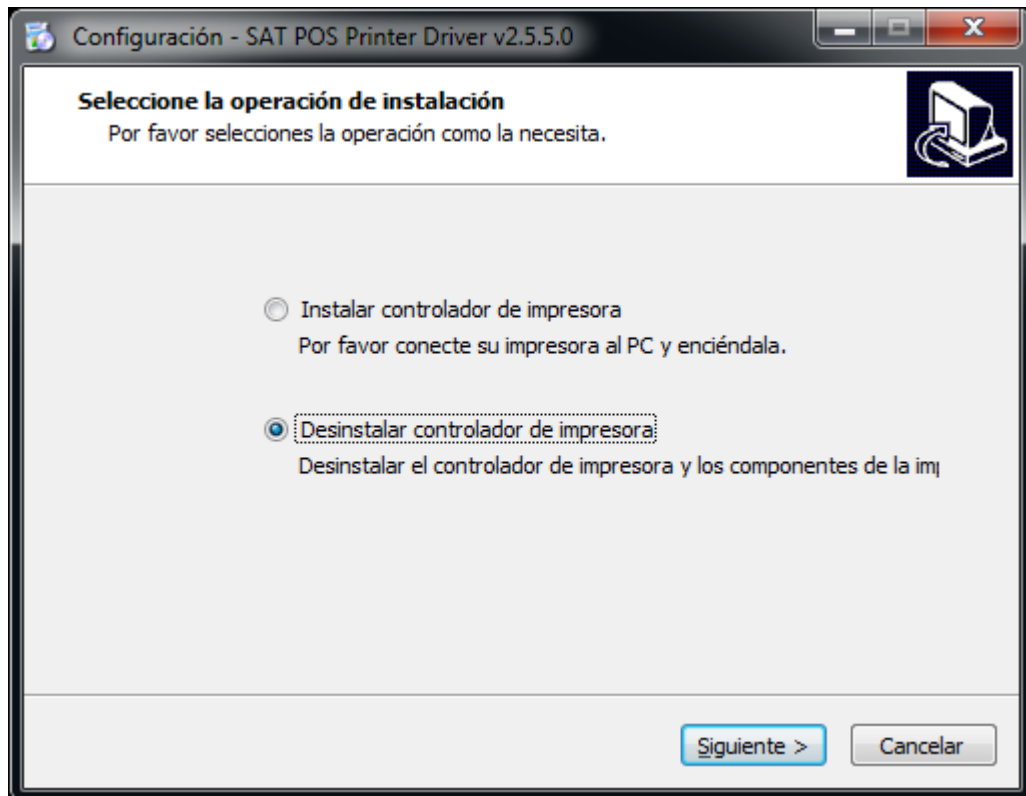 Configuración - SAT POS Printer Driver v2.5.5.0
Seleccione la operación de instalación
Por favor selecciones la operación como la necesita.
Instalar controlador de impresora
Por favor conecte su impresora al PC y enciéndala.
Desinstalar controlador de impresora
Desinstalar el controlador de impresora y los componentes de la
Siguiente >
Cancelar